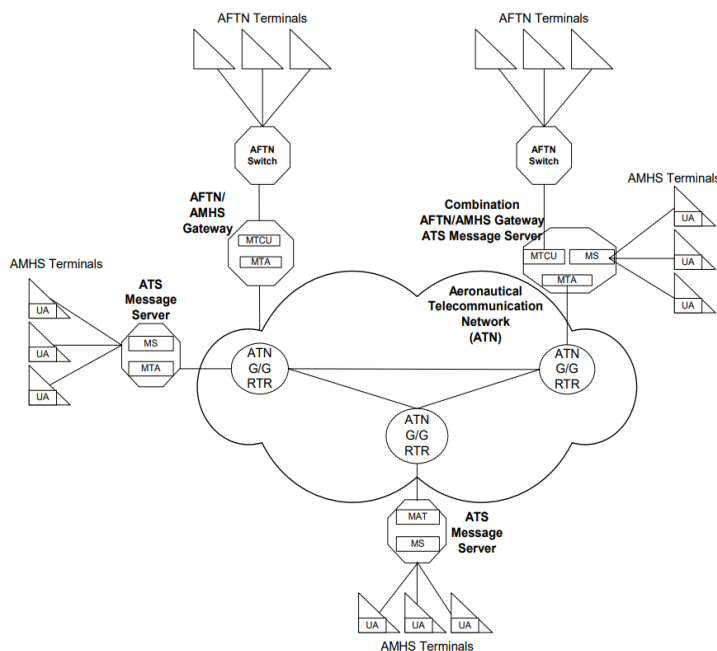 AFTN Terminals
AFTN Terminals
AFTN
Switch
AFTN
Switch
AFTN/
AMHS
Gateway
MTCU
MTA
Combination
AFTN/AMHS Gateway
ATS Message Server
MTCU
MS
MTA
AMHS Terminals
UA
UA
UA
AMHS Terminals
UA
UA
UA
ATS
Message
Server
MS
MTA
Aeronautical
Telecommunication
Network
(ATN)
ATN
G/G
RTR
ATN
G/G
RTR
ATN
G/G
RTR
MAT
MS
ATS
Message
Server
UA
UA
UA
AMHS Terminals